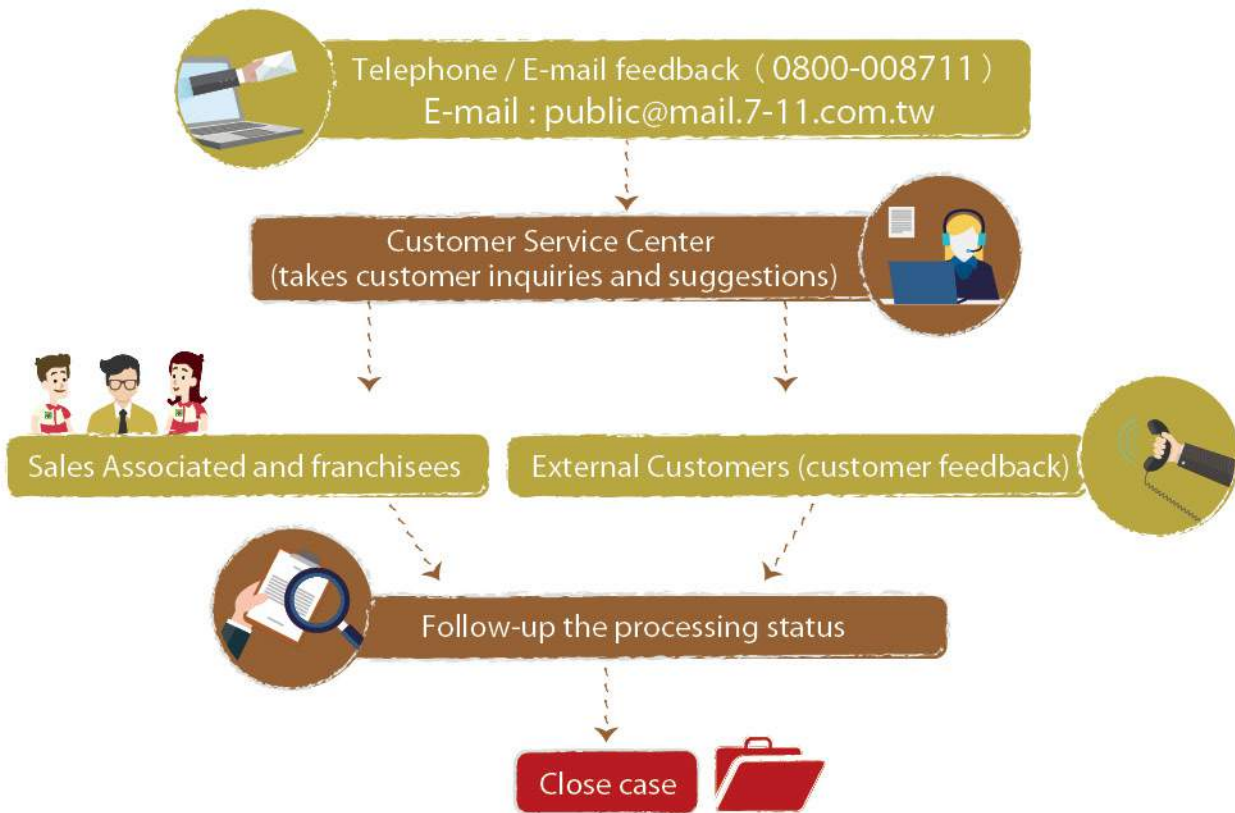 Telephone / E-mail feedback（0800-008711）
E-mail : public@mail.7-11.com.tw
Customer Service Center
(takes customer inquiries and suggestions)
Sales Associated and franchisees
External Customers (customer feedback)
Follow-up the processing status
Close case